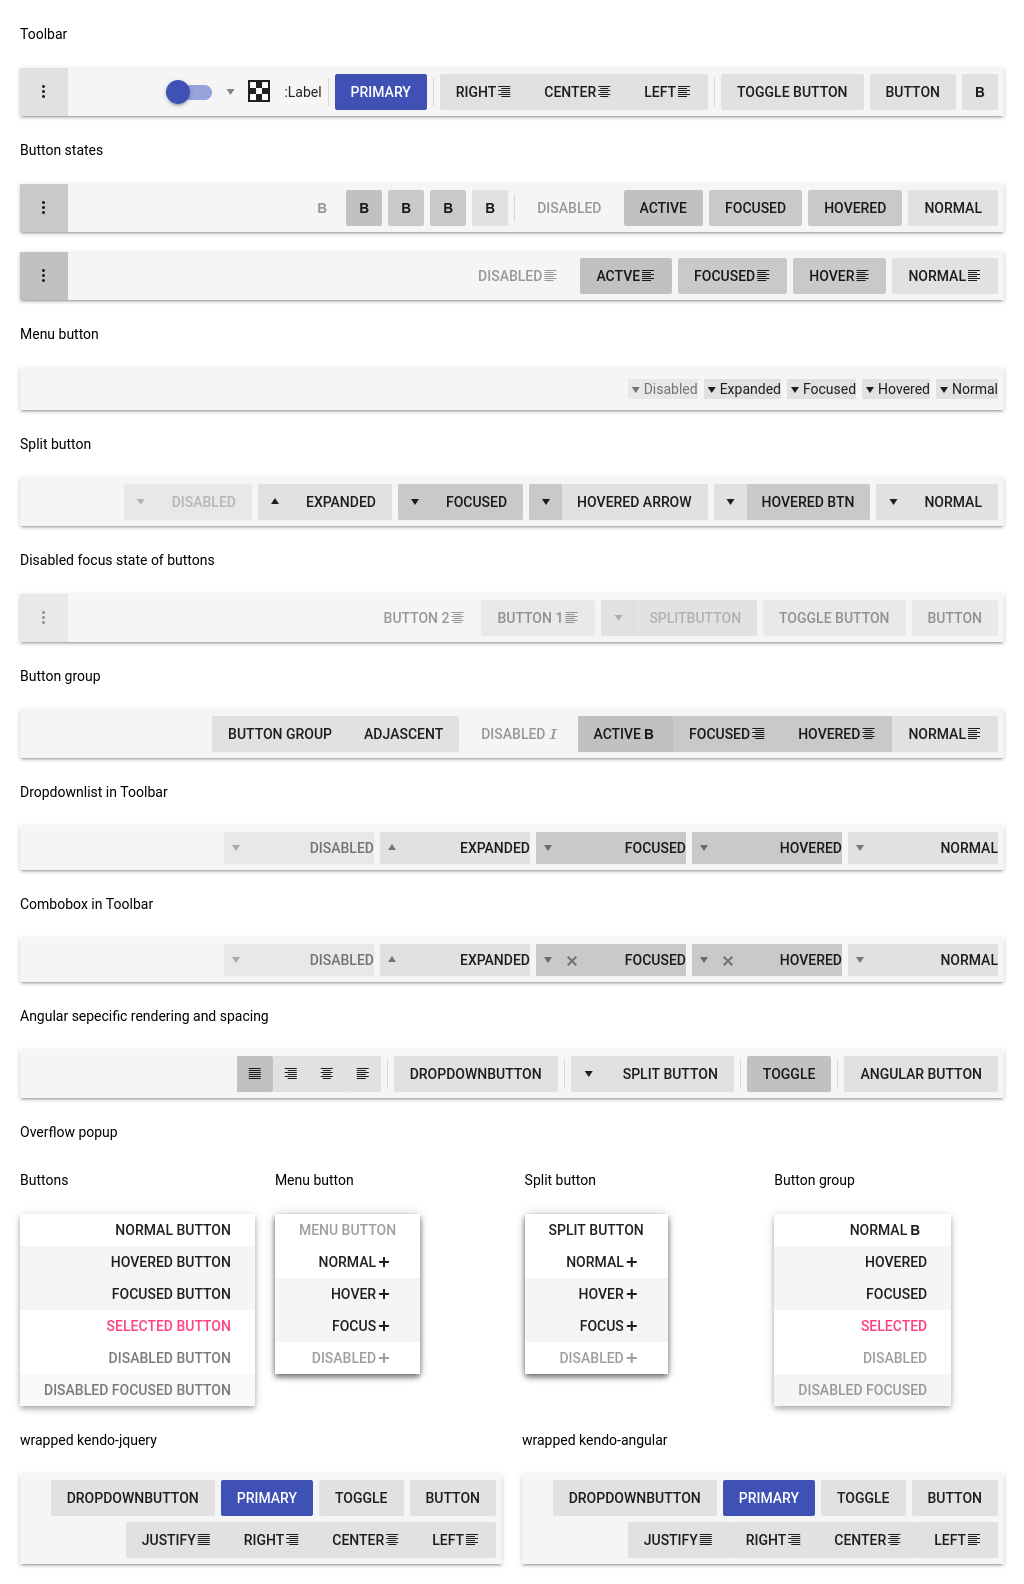 Toolbar
:Label PRIMARY RIGHT CENTER LEFT TOGGLE BUTTON BUTTON B
Button states
B B B B B DISABLED ACTIVE FOCUSED HOVERED NORMAL
DISABLED ACTVE FOCUSED HOVER NORMAL
Menu button
Disabled Expanded Focused Hovered Normal
Split button
DISABLED EXPANDED FOCUSED HOVERED ARROW HOVERED BTN NORMAL
Disabled focus state of buttons
BUTTON 2 BUTTON 1 SPLITBUTTON TOGGLE BUTTON BUTTON
Button group
BUTTON GROUP ADJASCENT DISABLED I ACTIVE B FOCUSED HOVERED NORMAL
Dropdownlist in Toolbar
DISABLED EXPANDED FOCUSED HOVERED NORMAL
Combobox in Toolbar
DISABLED EXPANDED FOCUSED HOVERED NORMAL
Angular sepecific rendering and spacing
DROPDOWNBUTTON SPLIT BUTTON TOGGLE ANGULAR BUTTON
Overflow popup
Buttons Menu button Split button Button group
NORMAL BUTTON MENU BUTTON SPLIT BUTTON NORMAL B
HOVERED BUTTON NORMAL NORMAL HOVERED
FOCUSED BUTTON HOVER HOVER FOCUSED
SELECTED BUTTON FOCUS FOCUS SELECTED
DISABLED BUTTON DISABLED DISABLED DISABLED
DISABLED FOCUSED BUTTON DISABLED FOCUSED
wrapped kendo-jquery wrapped kendo-angular
DROPDOWNBUTTON PRIMARY TOGGLE BUTTON DROPDOWNBUTTON PRIMARY TOGGLE BUTTON
JUSTIFY RIGHT CENTER LEFT JUSTIFY RIGHT CENTER LEFT